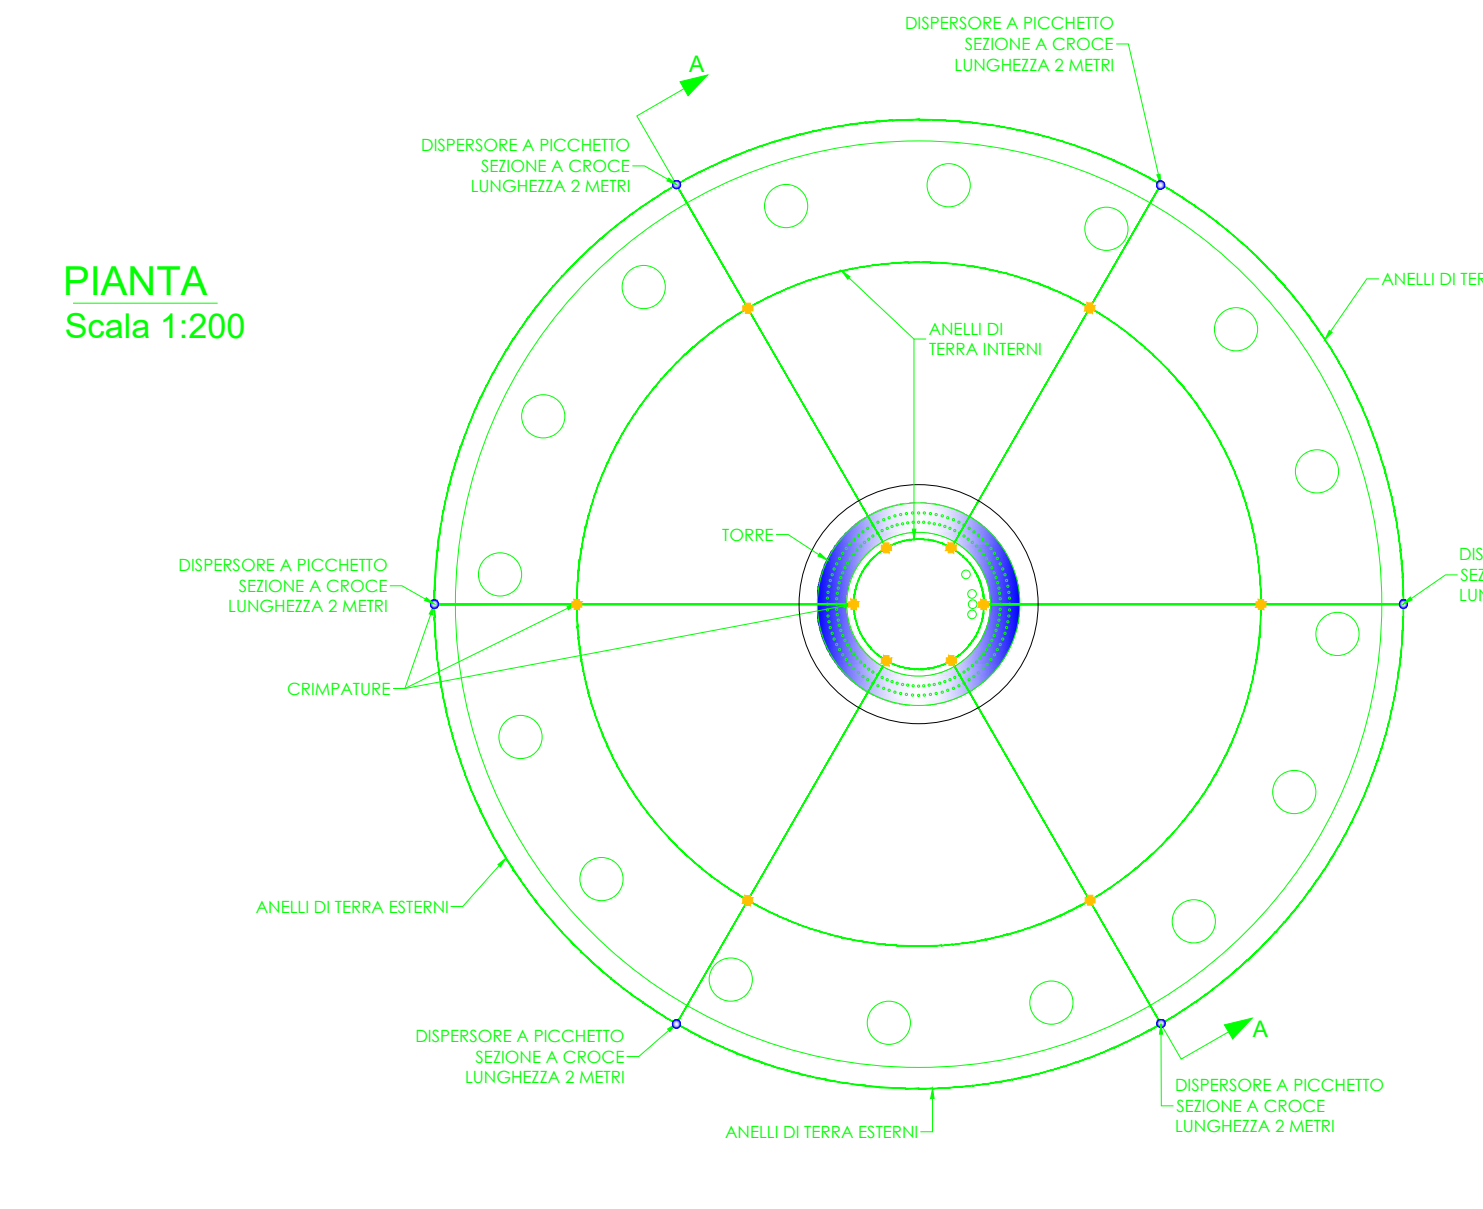 DISPERSORE A PICCHETTO
SEZIONE A CROCE
LUNGHEZZA 2 METRI
A
DISPERSORE A PICCHETTO
SEZIONE A CROCE
LUNGHEZZA 2 METRI
PIANTA
Scala 1:200
ANELLI DI
ANELLI DI
TERRA INTERNI
TORRE
DISPERSORE A PICCHETTO
SEZIONE A CROCE
LUNGHEZZA 2 METRI
CRIMPATURE
ANELLI DI TERRA ESTERNI
DISPERSORE A PICCHETTO
SEZIONE A CROCE
LUNGHEZZA 2 METRI
A
DISPERSORE A PICCHETTO
SEZIONE A CROCE
LUNGHEZZA 2 METRI
ANELLI DI TERRA ESTERNI